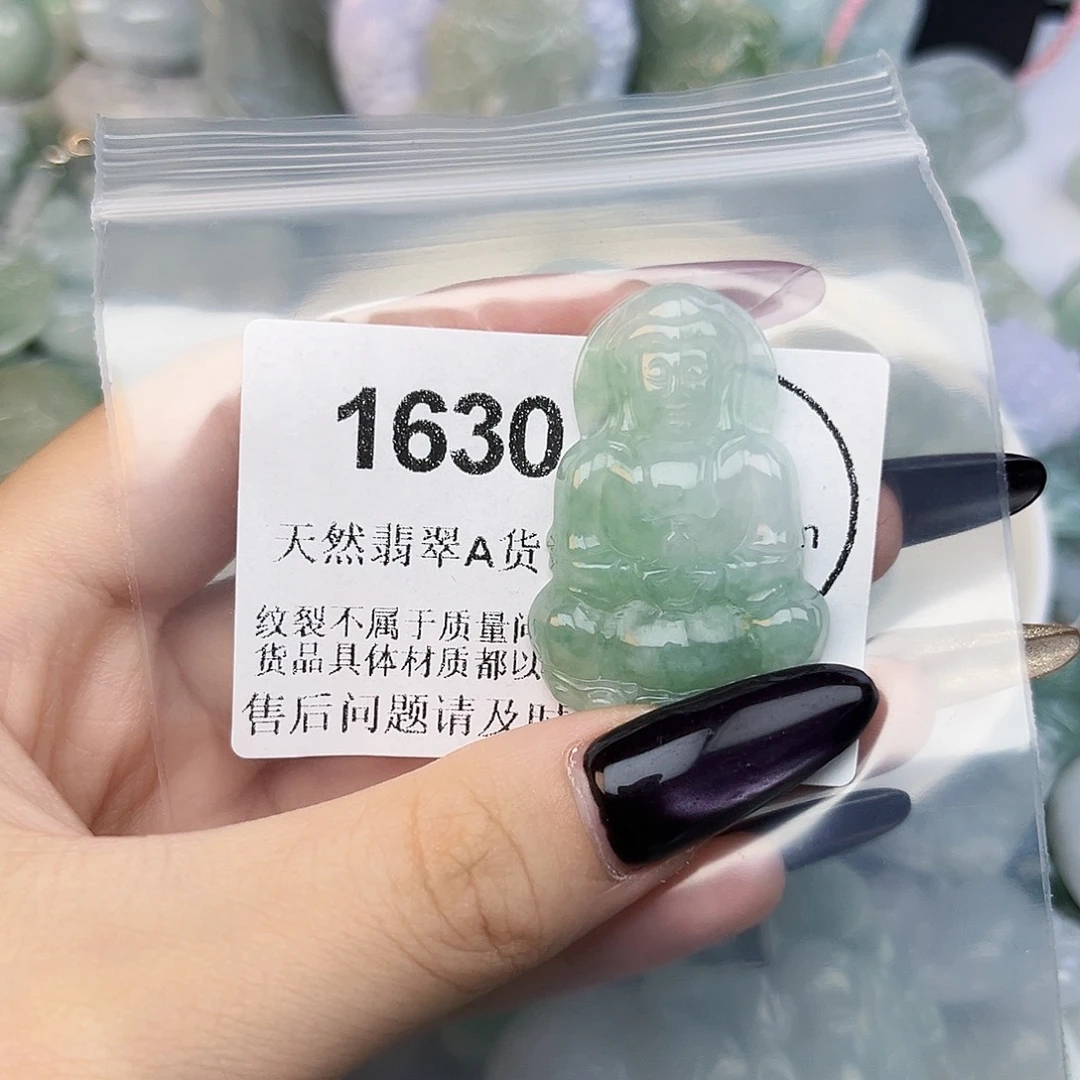 1630
天然翡翠A货
纹裂不属于质量问
货品具体材质都以
售后问题请及时